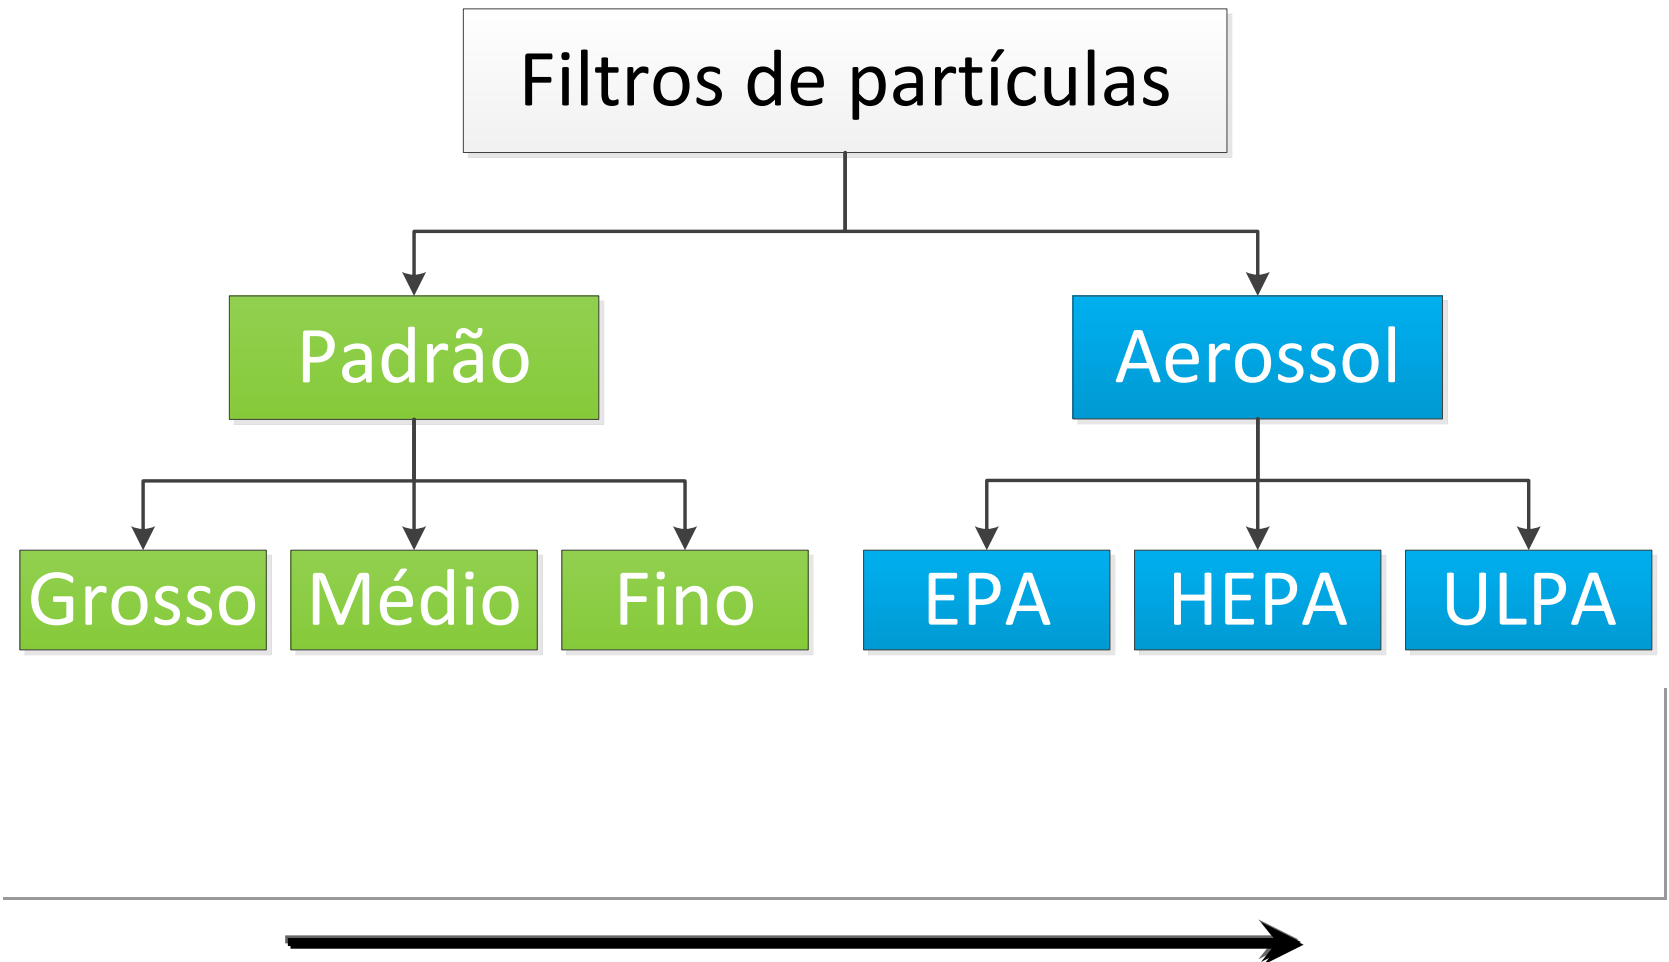 Filtros de partículas
Padrão
Aerossol
Grosso
Médio
Fino
EPA
HEPA
ULPA